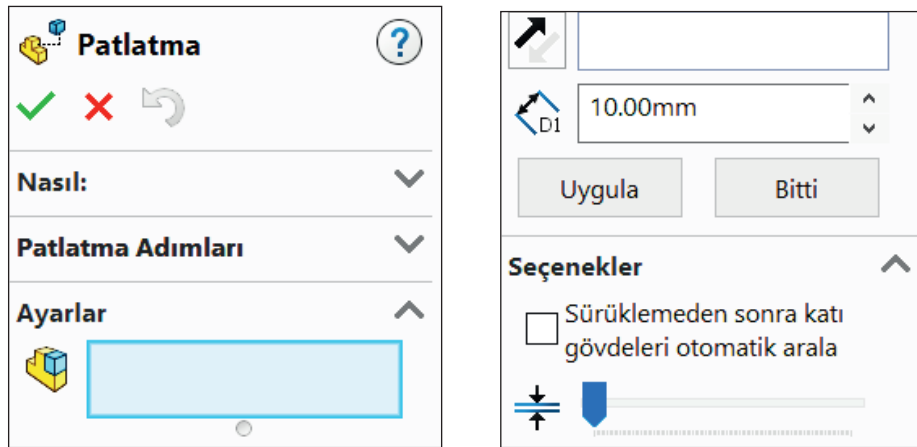 Patlatma
?
Nasıl:
Patlatma Adımları
Ayarlar
D1
10.00mm
Uygula
Bitti
Seçenekler
Sürüklemeden sonra katı
gövdeleri otomatik arala